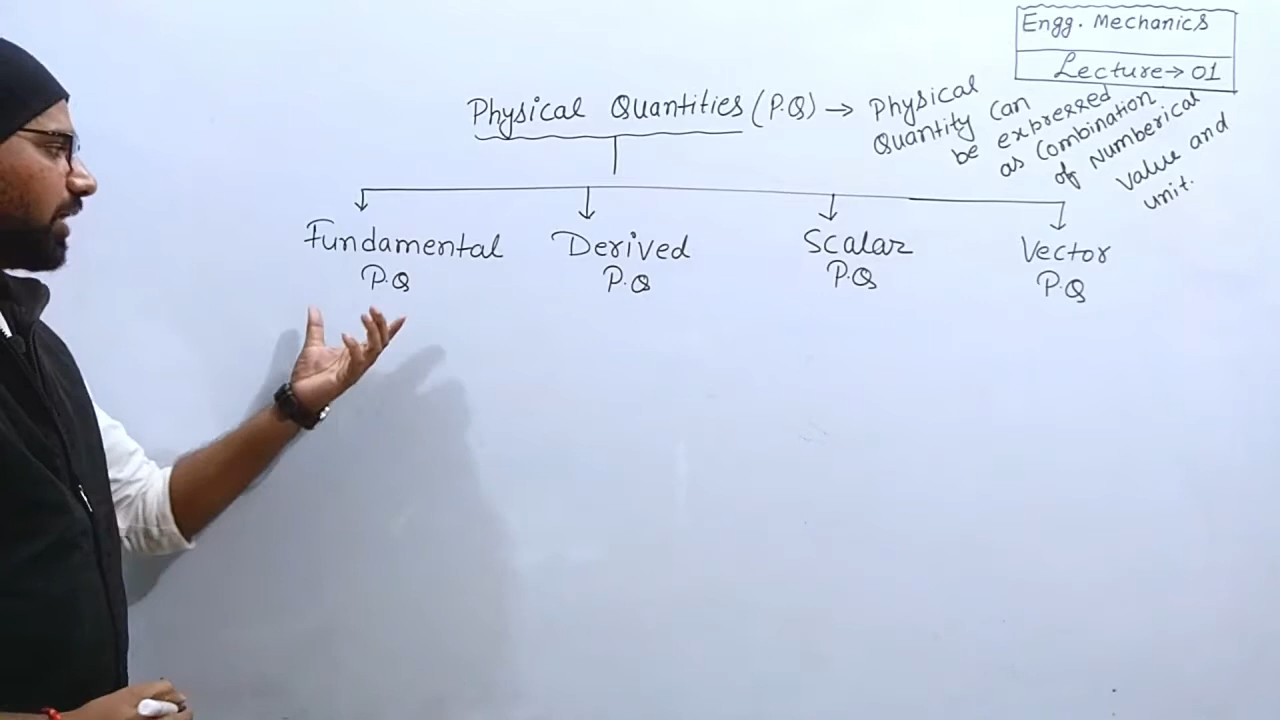 Engg. Mechanics
Lecture→01
Physical Quantities (P.Q) → Physical
Quantity Can
be expressed
as Combination
of Numberical
value and
unit.
Fundamental
P.Q
Derived
P.Q
Scalar
P.Q
Vector
P.Q